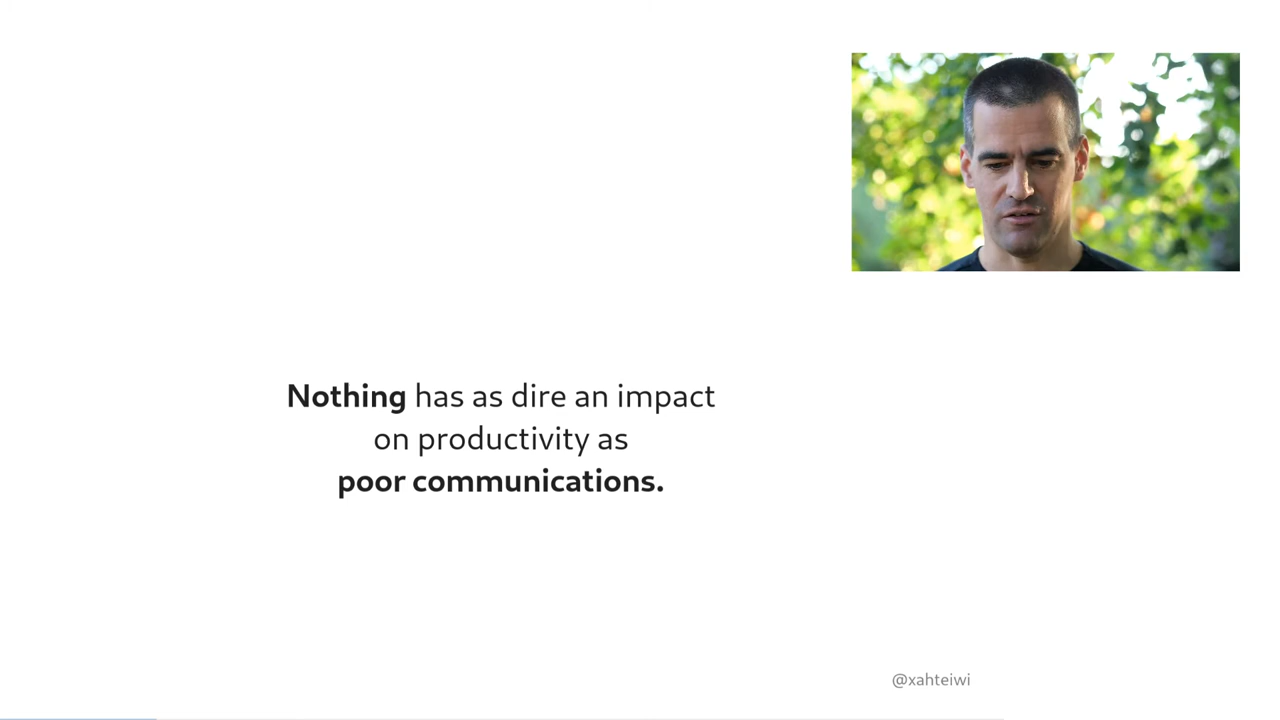 Nothing has as dire an impact
on productivity as
poor communications.
@xahteiwi